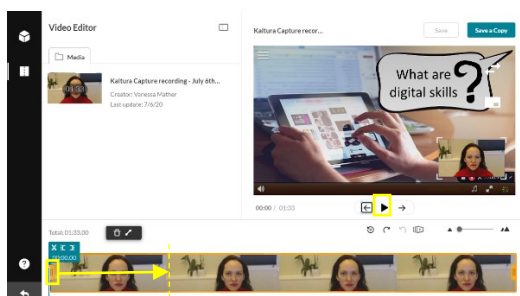 Video Editor
Media
Kaltura Capture recording - July 6th...
Creator: Vanessa Mather
Last update: 7/6/20
Kaltura Capture recor...
Save
Save a Copy
What are
digital skills
?
00:00 / 01:33
Total: 01:33.00
00:00.00
?